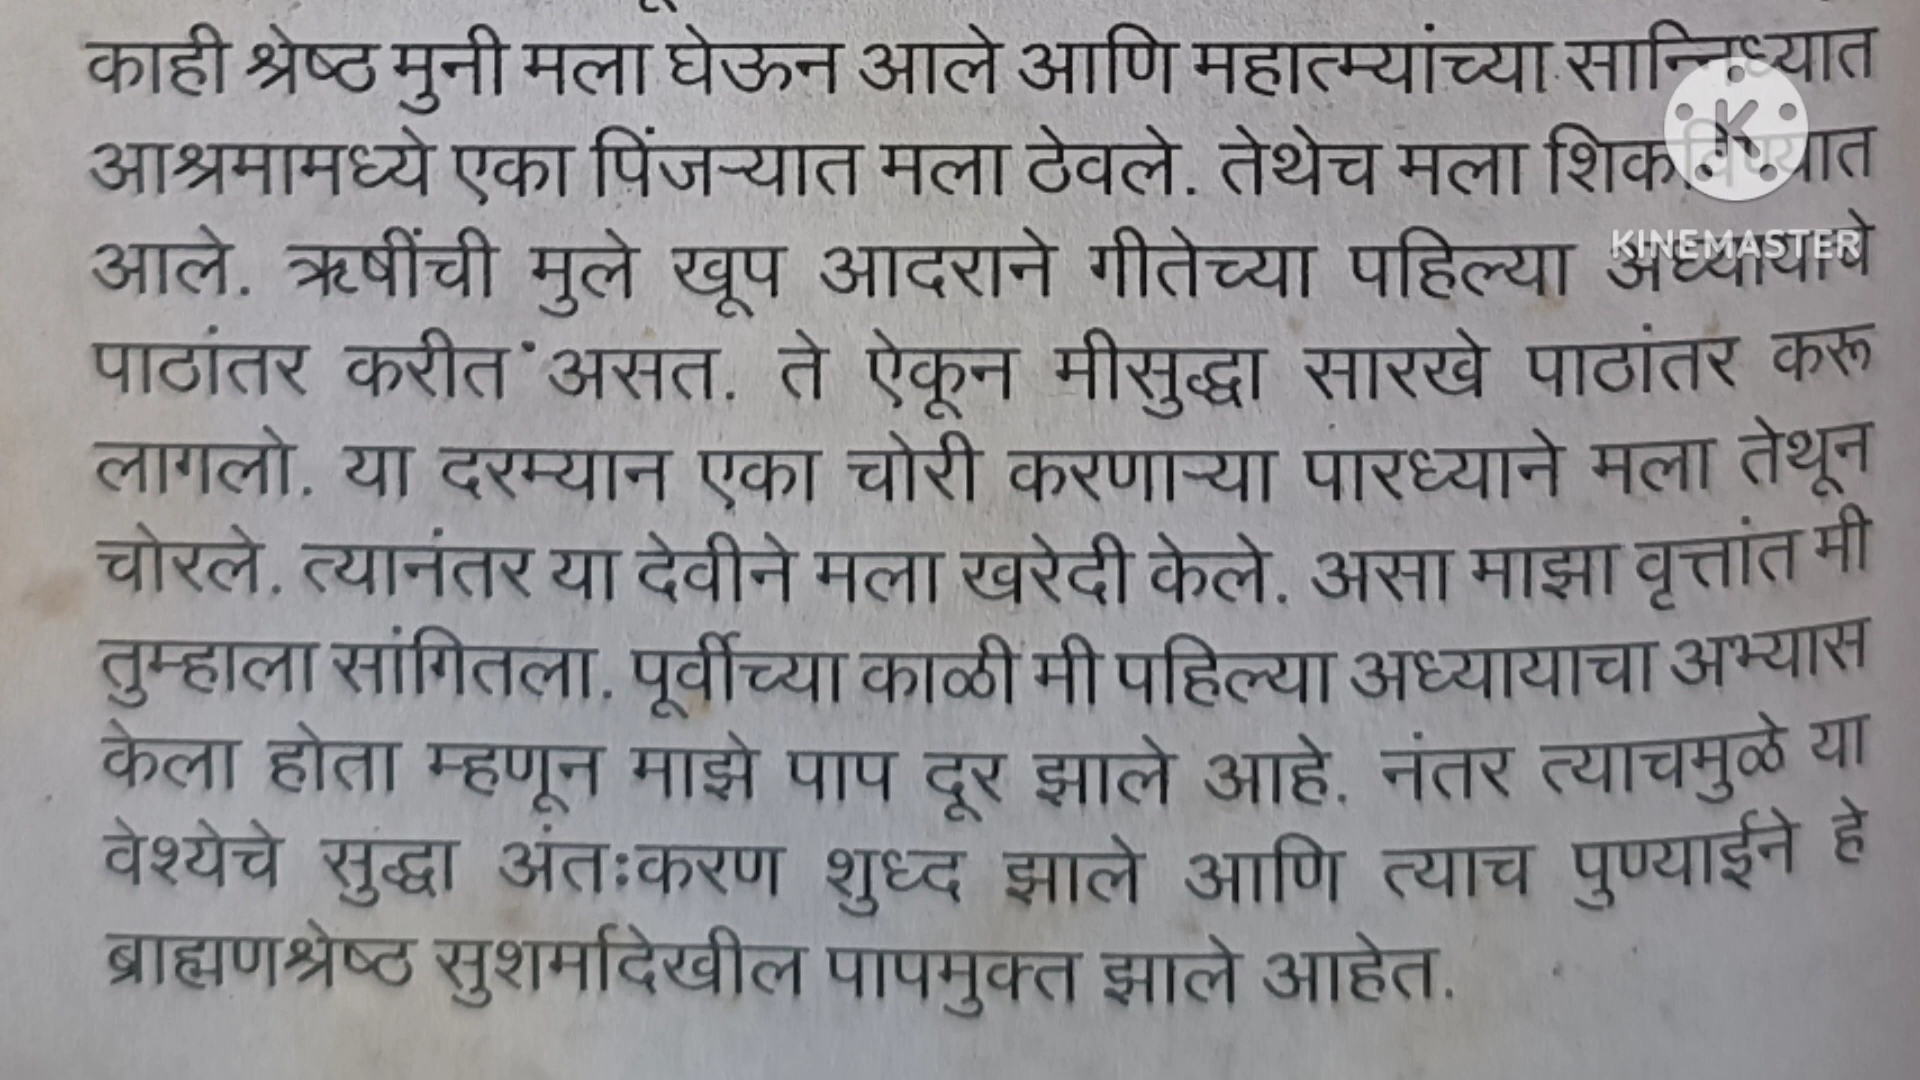 काही श्रेष्ठ मुनी मला घेऊन आले आणि महात्म्यांच्या सान्निध्यात
आश्रमामध्ये एका पिंजऱ्यात मला ठेवले. तेथेच मला शिकविण्यात
आले. ऋषींची मुले खूप आदराने गीतेच्या पहिल्या अध्यायाचे
KINEMASTER
पाठांतर करीत असत. ते ऐकून मीसुद्धा सारखे पाठांतर करू
लागलो. या दरम्यान एका चोरी करणाऱ्या पारध्याने मला तेथून
चोरले. त्यानंतर या देवीने मला खरेदी केले. असा माझा वृत्तांत मी
तुम्हाला सांगितला. पूर्वीच्या काळी मी पहिल्या अध्यायाचा अभ्यास
केला होता म्हणून माझे पाप दूर झाले आहे. नंतर त्याचमुळे या
वेश्येचे सुद्धा अंतःकरण शुध्द झाले आणि त्याच पुण्याईने हे
ब्राह्मणश्रेष्ठ सुशर्मादेखील पापमुक्त झाले आहेत.